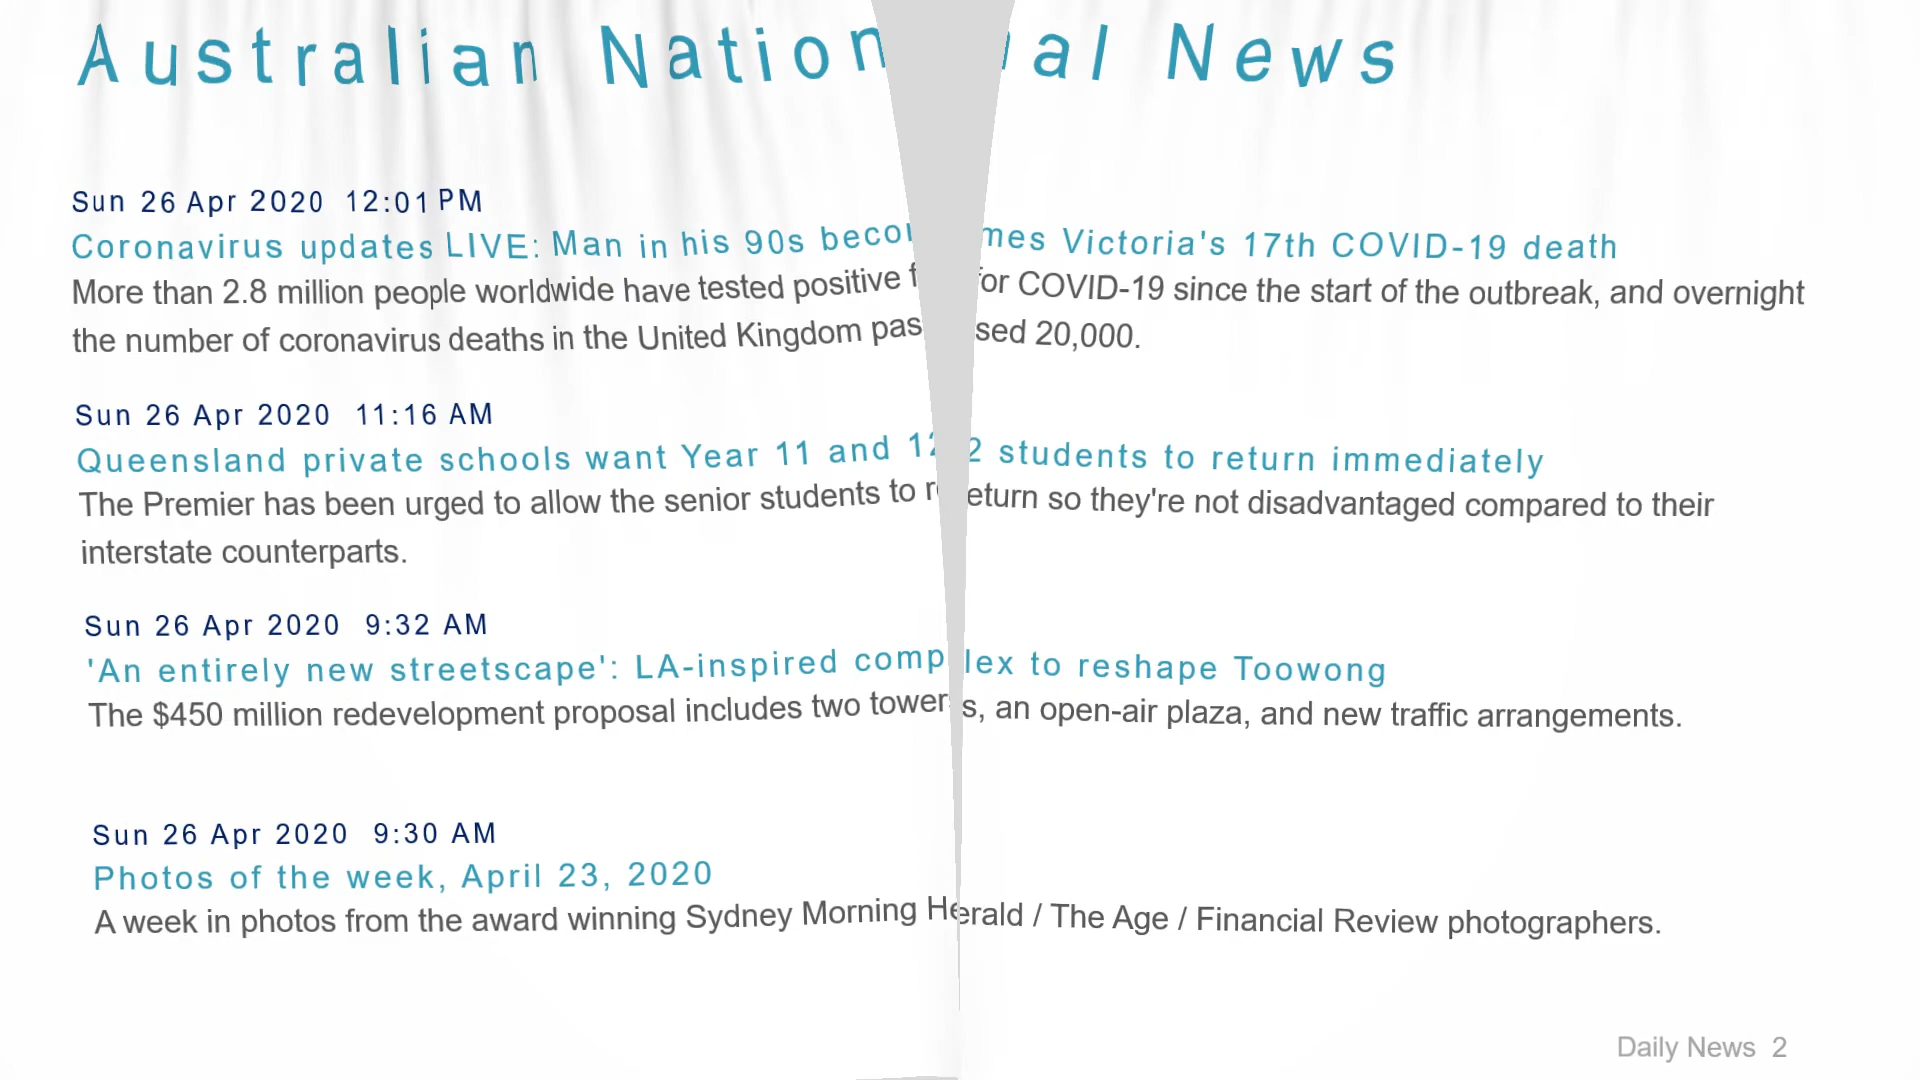 Australian National News
Sun 26 Apr 2020 12:01 PM
Coronavirus updates LIVE: Man in his 90s becomes Victoria's 17th COVID-19 death
More than 2.8 million people worldwide have tested positive for COVID-19 since the start of the outbreak, and overnight
the number of coronavirus deaths in the United Kingdom passed 20,000.
Sun 26 Apr 2020 11:16 AM
Queensland private schools want Year 11 and 12 students to return immediately
The Premier has been urged to allow the senior students to return so they're not disadvantaged compared to their
interstate counterparts.
Sun 26 Apr 2020 9:32 AM
'An entirely new streetscape': LA-inspired complex to reshape Toowong
The $450 million redevelopment proposal includes two towers, an open-air plaza, and new traffic arrangements.
Sun 26 Apr 2020 9:30 AM
Photos of the week, April 23, 2020
A week in photos from the award winning Sydney Morning Herald / The Age / Financial Review photographers.
Daily News 2